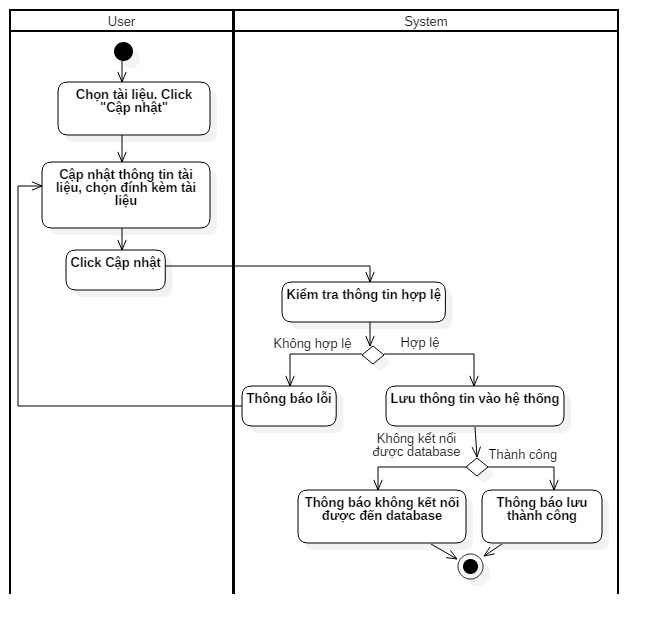 User
System
Chọn tài liệu. Click
"Cập nhật"
Cập nhật thông tin tài
liệu, chọn đính kèm tài
liệu
Click Cập nhật
Kiểm tra thông tin hợp lệ
Không hợp lệ
Hợp lệ
Thông báo lỗi
Lưu thông tin vào hệ thống
Không kết nối
được database
Thành công
Thông báo không kết nối
được đến database
Thông báo lưu
thành công